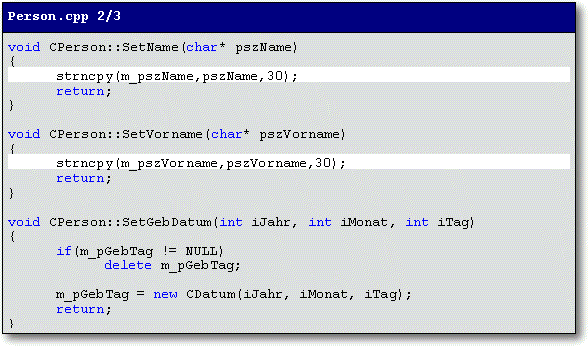 Person.cpp 2/3
void CPerson::SetName(char* pszName)
{
strncpy(m_pszName,pszName,30);
return;
}
void CPerson::SetVorname(char* pszVorname)
{
strncpy(m_pszVorname,pszVorname,30);
return;
}
void CPerson::SetGebDatum(int iJahr, int iMonat, int iTag)
{
if(m_pGebTag != NULL)
delete m_pGebTag;
m_pGebTag = new CDatum(iJahr, iMonat, iTag);
return;
}